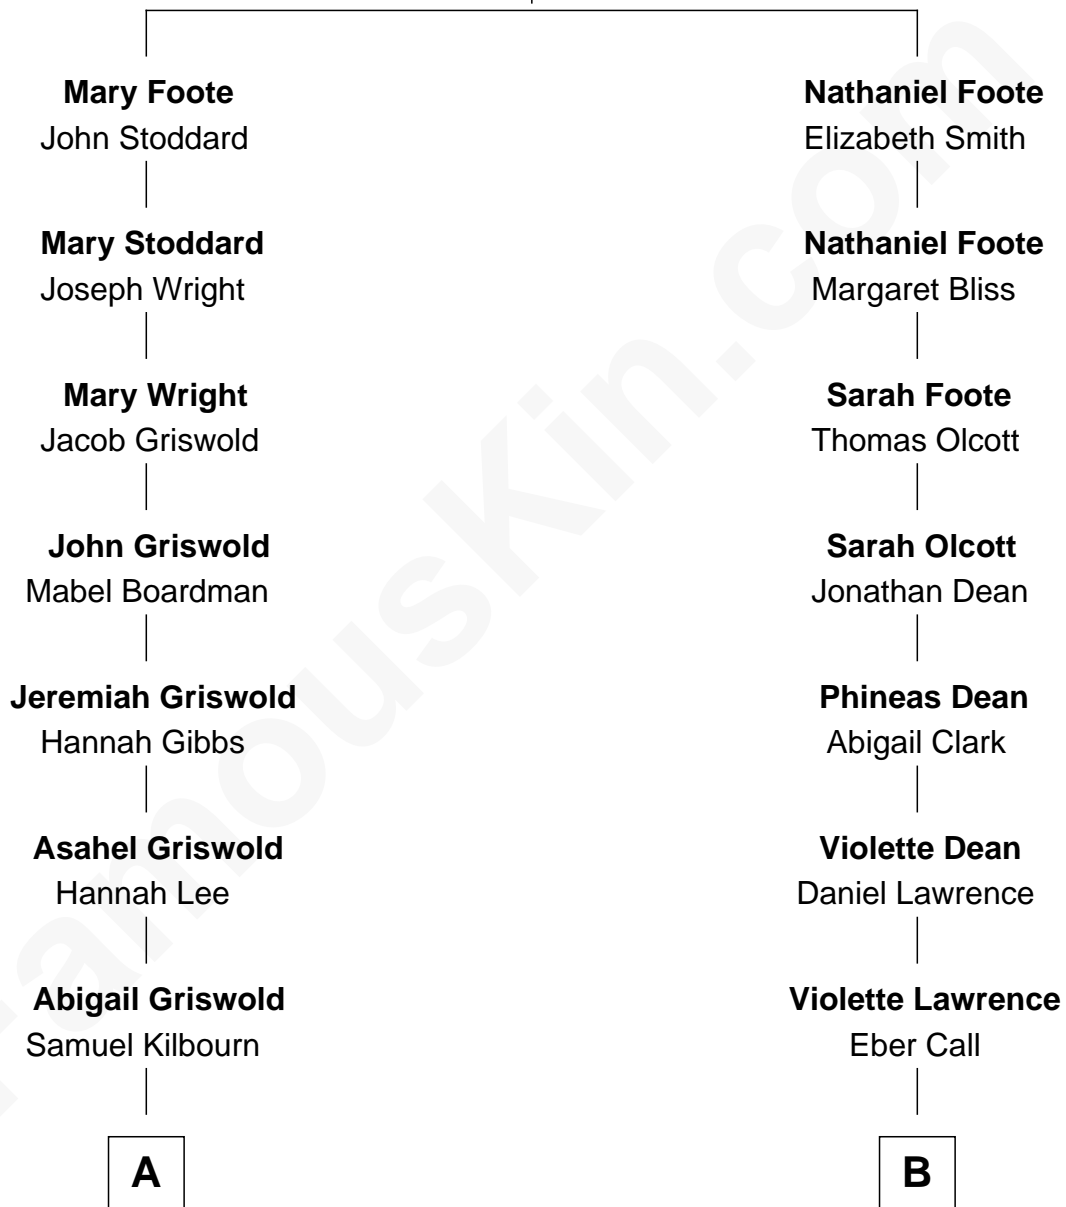 Mary Foote
John Stoddard
Mary Stoddard
Joseph Wright
Mary Wright
Jacob Griswold
John Griswold
Mabel Boardman
Jeremiah Griswold
Hannah Gibbs
Asahel Griswold
Hannah Lee
Abigail Griswold
Samuel Kilbourn
A
Nathaniel Foote
Elizabeth Smith
Nathaniel Foote
Margaret Bliss
Sarah Foote
Thomas Olcott
Sarah Olcott
Jonathan Dean
Phineas Dean
Abigail Clark
Violette Dean
Daniel Lawrence
Violette Lawrence
Eber Call
B
FamousKin.com